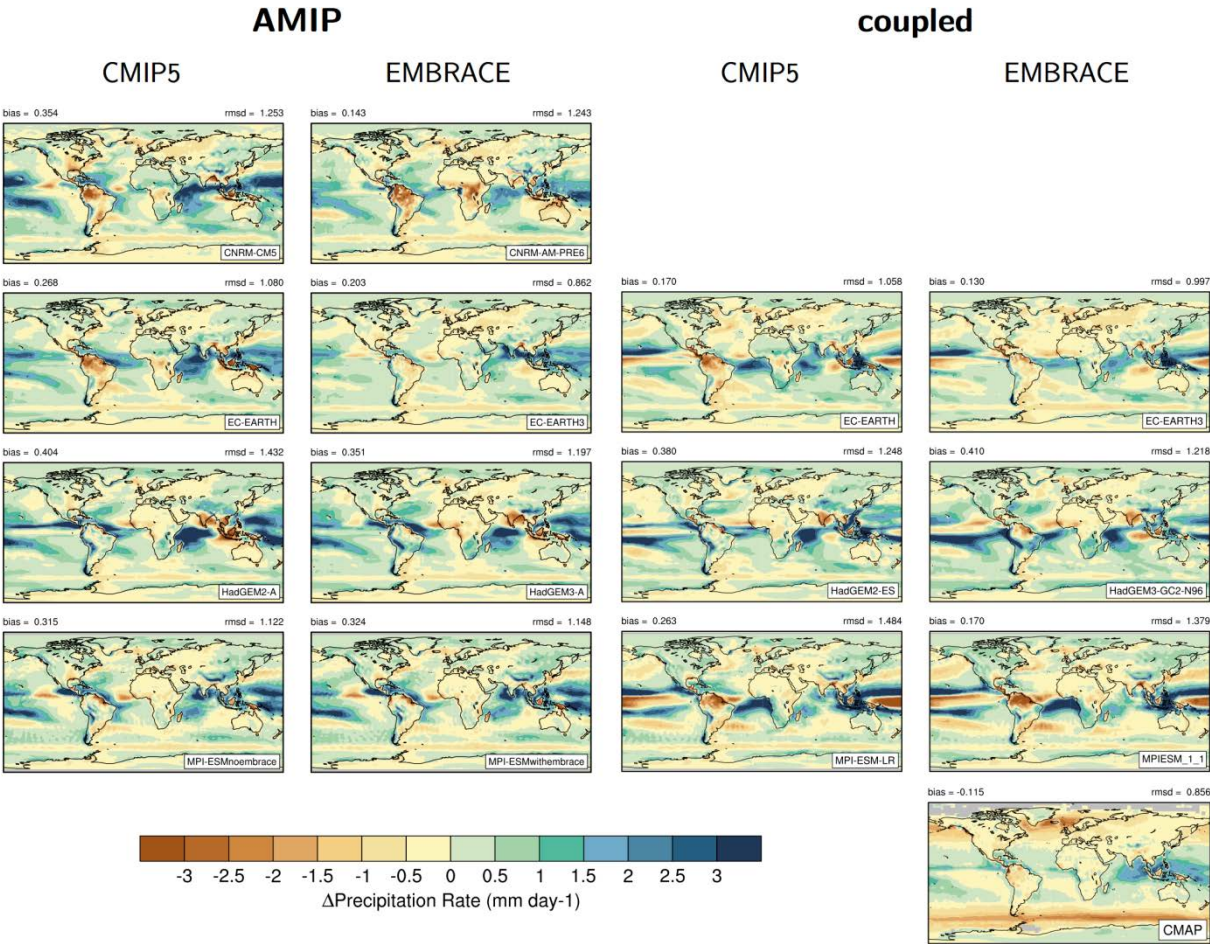 AMIP coupled
CMIP5 EMBRACE CMIP5 EMBRACE
bias = 0.354 rmsd = 1.253 bias = 0.143 rmsd = 1.243
CNRM-CM5 CNRM-AM-PRE6
bias = 0.268 rmsd = 1.080 bias = 0.203 rmsd = 0.862 bias = 0.170 rmsd = 1.058 bias = 0.130 rmsd = 0.997
EC-EARTH EC-EARTH3 EC-EARTH EC-EARTH3
bias = 0.404 rmsd = 1.432 bias = 0.351 rmsd = 1.197 bias = 0.380 rmsd = 1.248 bias = 0.410 rmsd = 1.218
HadGEM2-A HadGEM3-A HadGEM2-ES HadGEM3-GC2-N96
bias = 0.315 rmsd = 1.122 bias = 0.324 rmsd = 1.148 bias = 0.263 rmsd = 1.484 bias = 0.170 rmsd = 1.379
MPI-ESMnoembrace MPI-ESMwithembrace MPI-ESM-LR MPIESM_1_1
bias = -0.115 rmsd = 0.856
CMAP
-3 -2.5 -2 -1.5 -1 -0.5 0 0.5 1 1.5 2 2.5 3
ΔPrecipitation Rate (mm day-1)